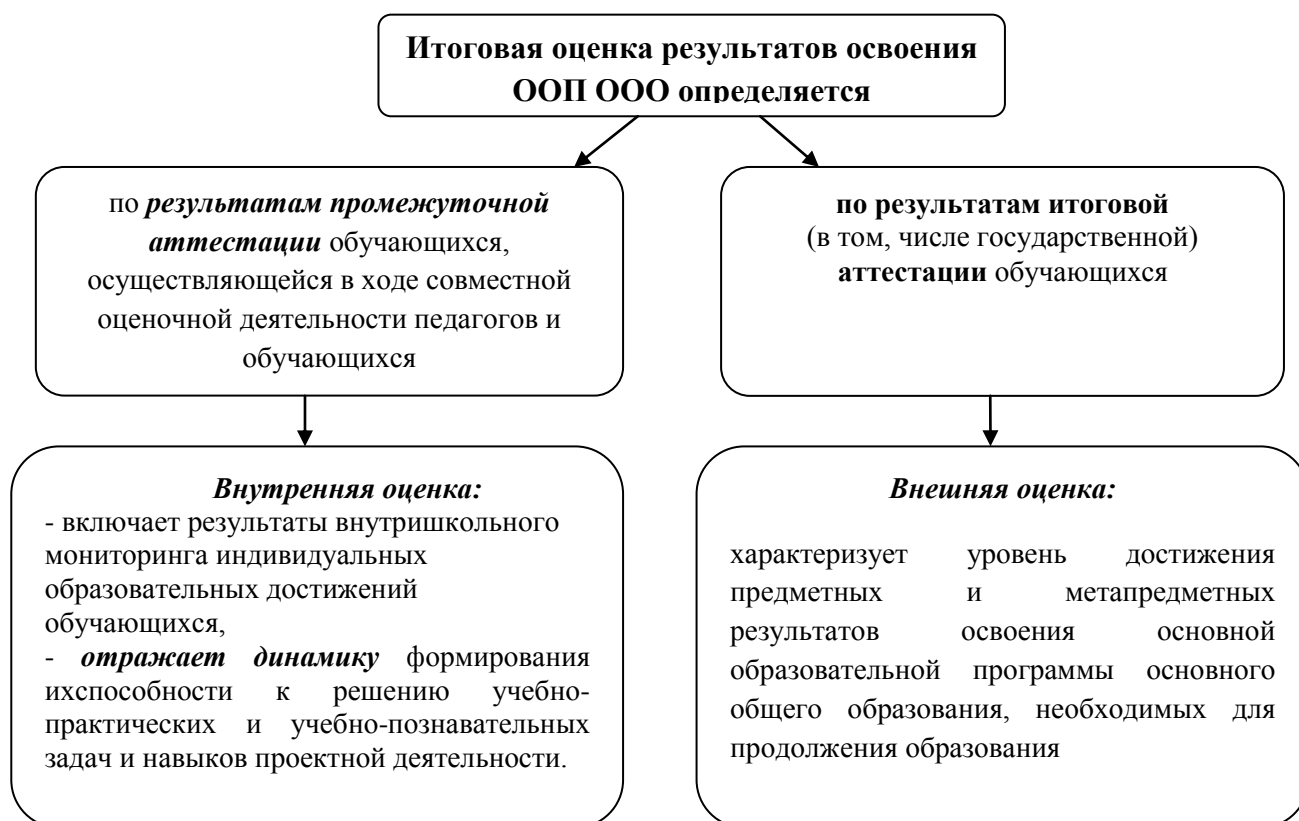 Итоговая оценка результатов освоения
ООП ООО определяется
по результатам промежуточной
аттестации обучающихся,
осуществляющейся в ходе совместной
оценочной деятельности педагогов и
обучающихся
по результатам итоговой
(в том, числе государственной)
аттестации обучающихся
Внутренняя оценка:
- включает результаты внутришкольного
мониторинга индивидуальных
образовательных достижений
обучающихся,
- отражает динамику формирования
ихспособности к решению учебно-
практических и учебно-познавательных
задач и навыков проектной деятельности.
Внешняя оценка:
характеризует уровень достижения
предметных и метапредметных
результатов освоения основной
образовательной программы основного
общего образования, необходимых для
продолжения образования